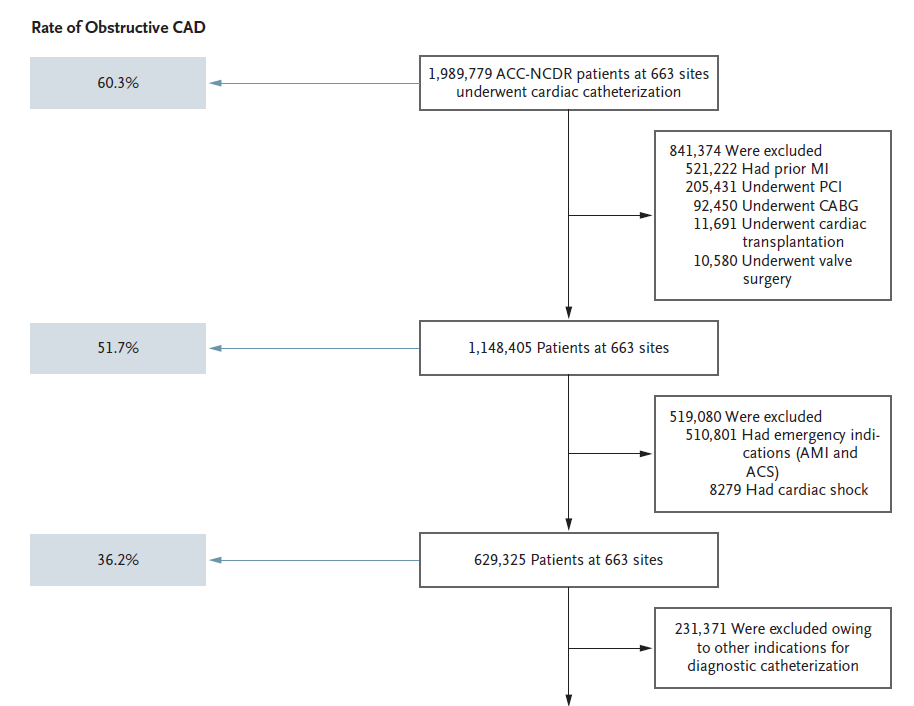 Rate of Obstructive CAD
60.3%
1,989,779 ACC-NCDR patients at 663 sites
underwent cardiac catheterization
841,374 Were excluded
521,222 Had prior MI
205,431 Underwent PCI
92,450 Underwent CABG
11,691 Underwent cardiac
transplantation
10,580 Underwent valve
surgery
51.7%
1,148,405 Patients at 663 sites
519,080 Were excluded
510,801 Had emergency indi-
cations (AMI and
ACS)
8279 Had cardiac shock
36.2%
629,325 Patients at 663 sites
231,371 Were excluded owing
to other indications for
diagnostic catheterization